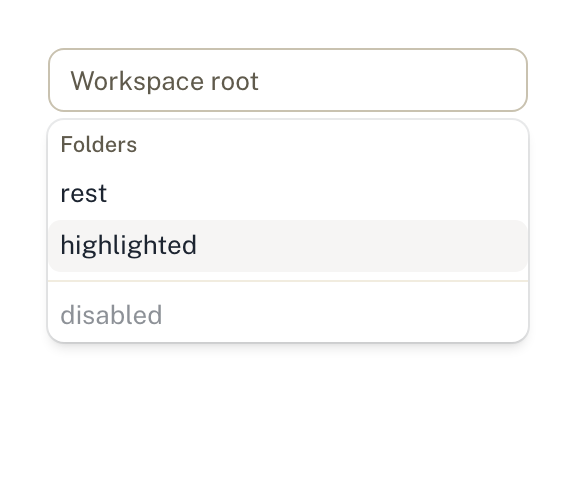 Workspace root
Folders
rest
highlighted
disabled